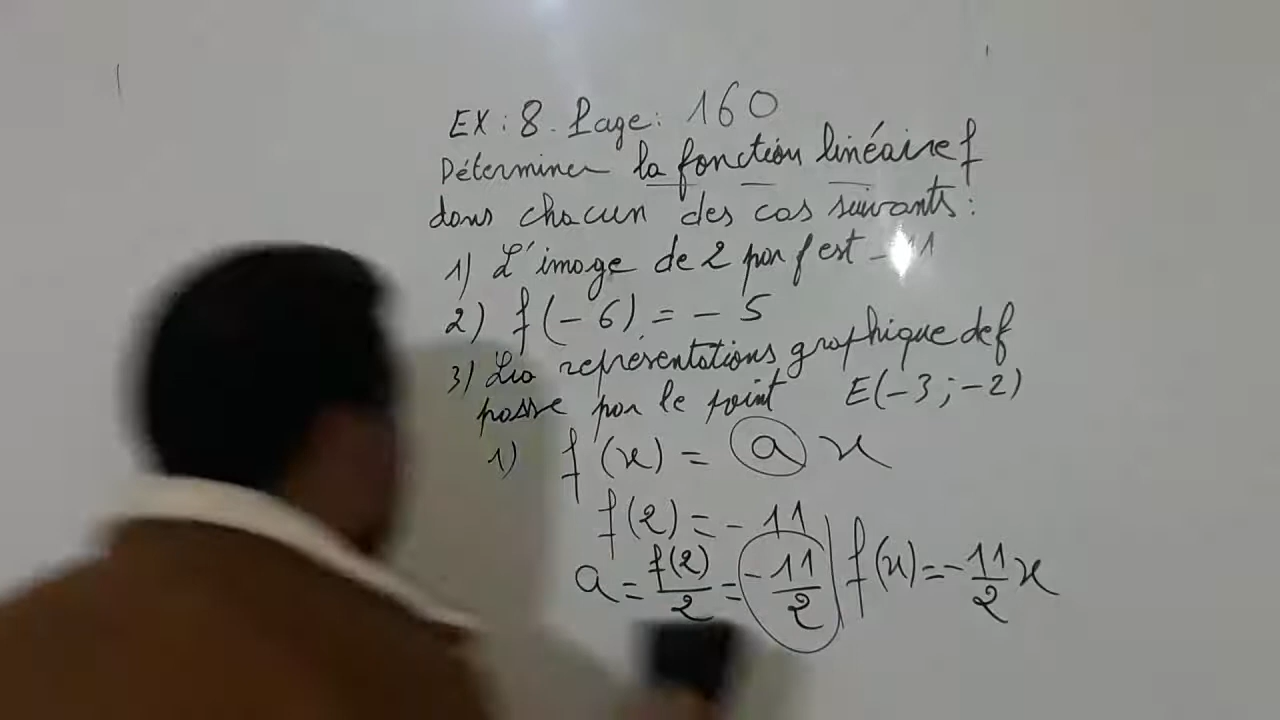 EX : 8. Page : 160
Déterminer la fonction linéaire f
dans chacun des cas suivants :
1) L'image de 2 par f est - 11
2) f(-6) = - 5
3) La représentations graphique de f
passe par le point E(-3 ; -2)
1) f(x) = a x
f(2) = - 11
a = f(2)/2 = - 11/2 | f(x) = - 11/2 x